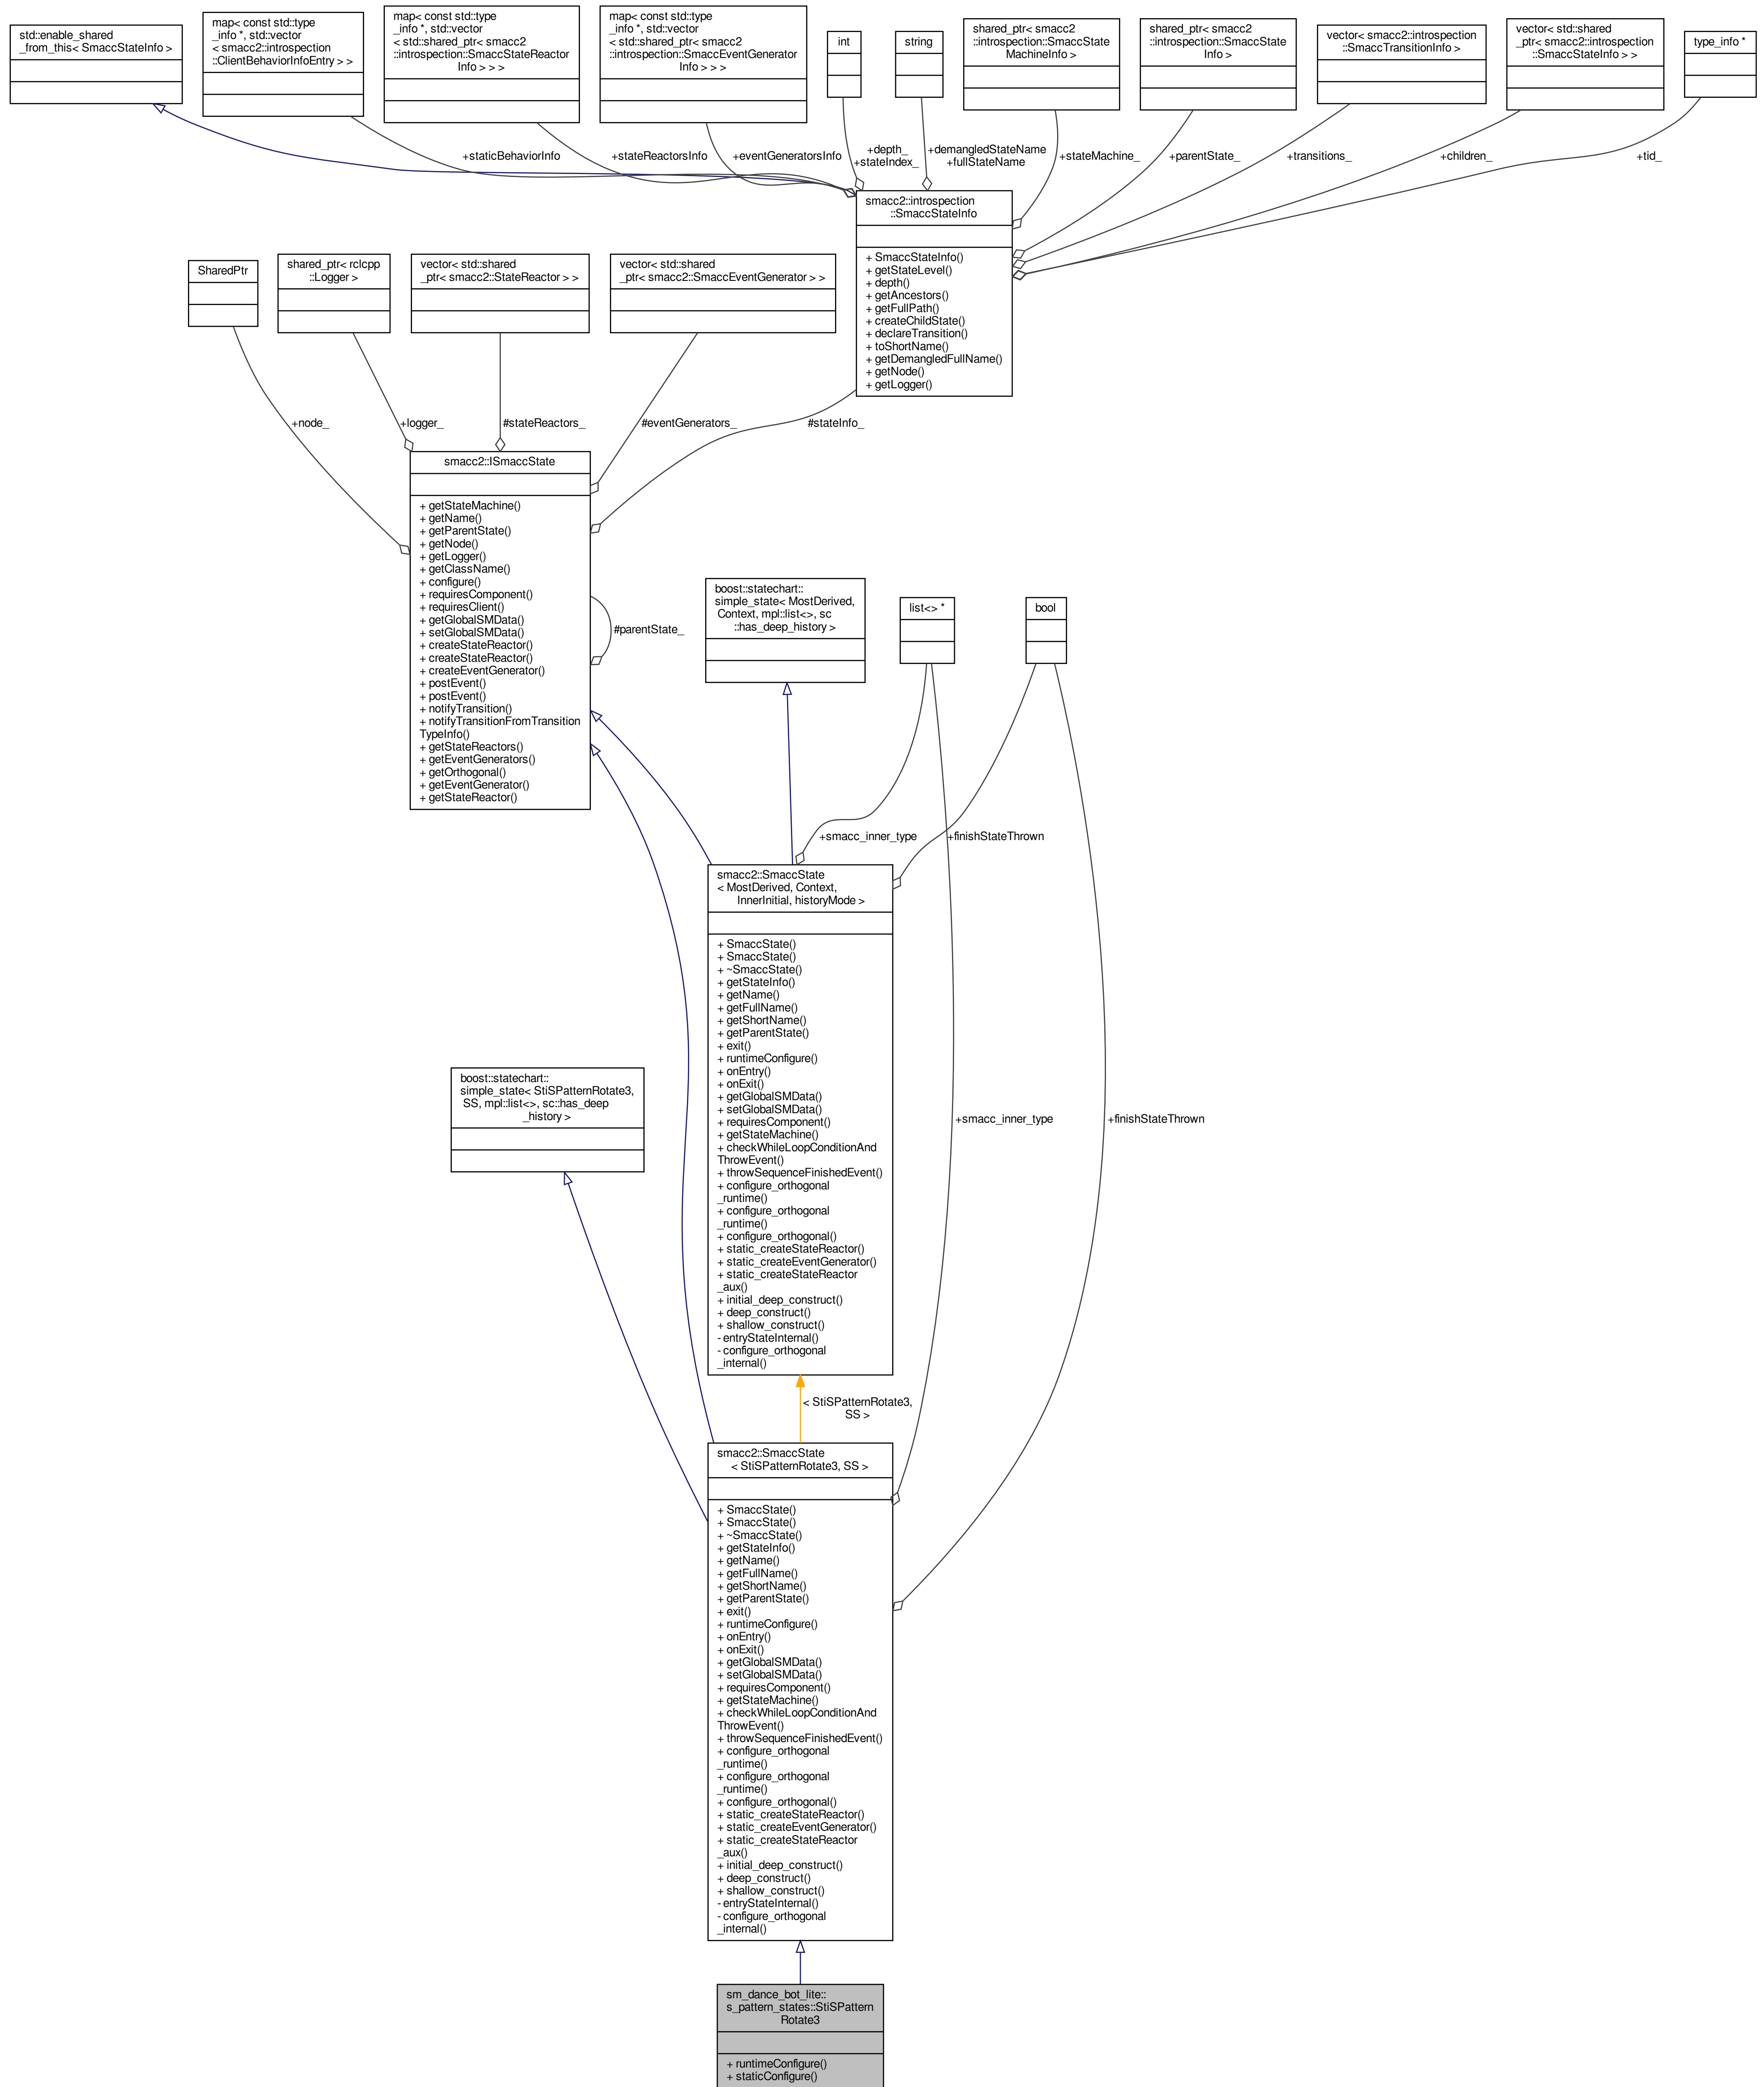 std::enable_shared
_from_this< SmaccStateInfo >
map< const std::type
_info *, std::vector
< smacc2::introspection
::ClientBehaviorInfoEntry > >
map< const std::type
_info *, std::vector
< std::shared_ptr< smacc2
::introspection::SmaccStateReactor
Info > > >
map< const std::type
_info *, std::vector
< std::shared_ptr< smacc2
::introspection::SmaccEventGenerator
Info > > >
int
string
shared_ptr< smacc2
::introspection::SmaccState
MachineInfo >
shared_ptr< smacc2
::introspection::SmaccState
Info >
vector< smacc2::introspection
::SmaccTransitionInfo >
vector< std::shared
_ptr< smacc2::introspection
::SmaccStateInfo > >
type_info *
+staticBehaviorInfo
+stateReactorsInfo
+eventGeneratorsInfo
+depth_
+stateIndex_
+demangledStateName
+fullStateName
+stateMachine_
+parentState_
+transitions_
+children_
+tid_
smacc2::introspection
::SmaccStateInfo
+ SmaccStateInfo()
+ getStateLevel()
+ depth()
+ getAncestors()
+ getFullPath()
+ createChildState()
+ declareTransition()
+ toShortName()
+ getDemangledFullName()
+ getNode()
+ getLogger()
SharedPtr
shared_ptr< rclcpp
::Logger >
vector< std::shared
_ptr< smacc2::StateReactor > >
vector< std::shared
_ptr< smacc2::SmaccEventGenerator > >
+node_
+logger_
#stateReactors_
#eventGenerators_
#stateInfo_
smacc2::ISmaccState
+ getStateMachine()
+ getName()
+ getParentState()
+ getNode()
+ getLogger()
+ getClassName()
+ configure()
+ requiresComponent()
+ requiresClient()
+ getGlobalSMData()
+ setGlobalSMData()
+ createStateReactor()
+ createStateReactor()
+ createEventGenerator()
+ postEvent()
+ postEvent()
+ notifyTransition()
+ notifyTransitionFromTransition
TypeInfo()
+ getStateReactors()
+ getEventGenerators()
+ getOrthogonal()
+ getEventGenerator()
+ getStateReactor()
#parentState_
boost::statechart::
simple_state< MostDerived,
Context, mpl::list<>, sc
::has_deep_history >
list<> *
bool
+smacc_inner_type
+finishStateThrown
smacc2::SmaccState
< MostDerived, Context,
InnerInitial, historyMode >
+ SmaccState()
+ SmaccState()
+ ~SmaccState()
+ getStateInfo()
+ getName()
+ getFullName()
+ getShortName()
+ getParentState()
+ exit()
+ runtimeConfigure()
+ onEntry()
+ onExit()
+ getGlobalSMData()
+ setGlobalSMData()
+ requiresComponent()
+ getStateMachine()
+ checkWhileLoopConditionAnd
ThrowEvent()
+ throwSequenceFinishedEvent()
+ configure_orthogonal
_runtime()
+ configure_orthogonal
_runtime()
+ configure_orthogonal()
+ static_createStateReactor()
+ static_createEventGenerator()
+ static_createStateReactor
_aux()
+ initial_deep_construct()
+ deep_construct()
+ shallow_construct()
- entryStateInternal()
- configure_orthogonal
_internal()
boost::statechart::
simple_state< StiSPatternRotate3,
SS, mpl::list<>, sc::has_deep
_history >
+smacc_inner_type
+finishStateThrown
< StiSPatternRotate3,
SS >
smacc2::SmaccState
< StiSPatternRotate3, SS >
+ SmaccState()
+ SmaccState()
+ ~SmaccState()
+ getStateInfo()
+ getName()
+ getFullName()
+ getShortName()
+ getParentState()
+ exit()
+ runtimeConfigure()
+ onEntry()
+ onExit()
+ getGlobalSMData()
+ setGlobalSMData()
+ requiresComponent()
+ getStateMachine()
+ checkWhileLoopConditionAnd
ThrowEvent()
+ throwSequenceFinishedEvent()
+ configure_orthogonal
_runtime()
+ configure_orthogonal
_runtime()
+ configure_orthogonal()
+ static_createStateReactor()
+ static_createEventGenerator()
+ static_createStateReactor
_aux()
+ initial_deep_construct()
+ deep_construct()
+ shallow_construct()
- entryStateInternal()
- configure_orthogonal
_internal()
sm_dance_bot_lite::
s_pattern_states::StiSPattern
Rotate3
+ runtimeConfigure()
+ staticConfigure()